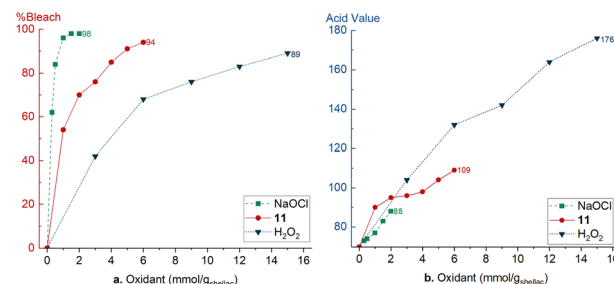 %Bleach
100
80
60
40
20
0
98
94
89
NaOCl
11
H₂O₂
0 2 4 6 8 10 12 14 16
a. Oxidant (mmol/gshellac)
Acid Value
180
160
140
120
100
80
176
109
88
NaOCl
11
H₂O₂
0 2 4 6 8 10 12 14 16
b. Oxidant (mmol/gshellac)